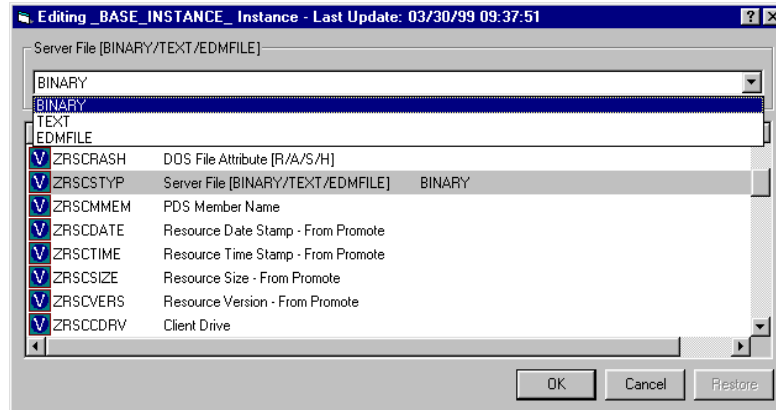 Editing _BASE_INSTANCE_ Instance - Last Update: 03/30/99 09:37:51
Server File [BINARY/TEXT/EDMFILE]
BINARY
BINARY
TEXT
EDMFILE
V ZRSCRASH DOS File Attribute [R/A/S/H]
V ZRSCSTYP Server File [BINARY/TEXT/EDMFILE] BINARY
V ZRSCMMEM PDS Member Name
V ZRSCDATE Resource Date Stamp - From Promote
V ZRSCTIME Resource Time Stamp - From Promote
V ZRSCSIZE Resource Size - From Promote
V ZRSCVERS Resource Version - From Promote
V ZRSCCDRV Client Drive
OK Cancel Restore